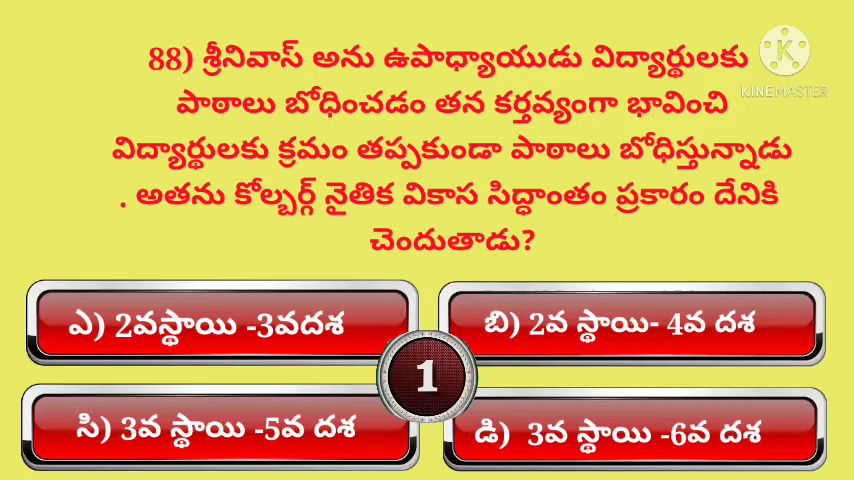 88) శ్రీనివాస్ అను ఉపాధ్యాయుడు విద్యార్థులకు
పాఠాలు బోధించడం తన కర్తవ్యంగా భావించి
విద్యార్థులకు క్రమం తప్పకుండా పాఠాలు బోధిస్తున్నాడు
. అతను కోల్బర్గ్ నైతిక వికాస సిద్ధాంతం ప్రకారం దేనికి
చెందుతాడు?
K
KINEMASTER
ఎ) 2వస్థాయి -3వదశ
బి) 2వ స్థాయి- 4వ దశ
1
సి) 3వ స్థాయి -5వ దశ
డి) 3వ స్థాయి -6వ దశ